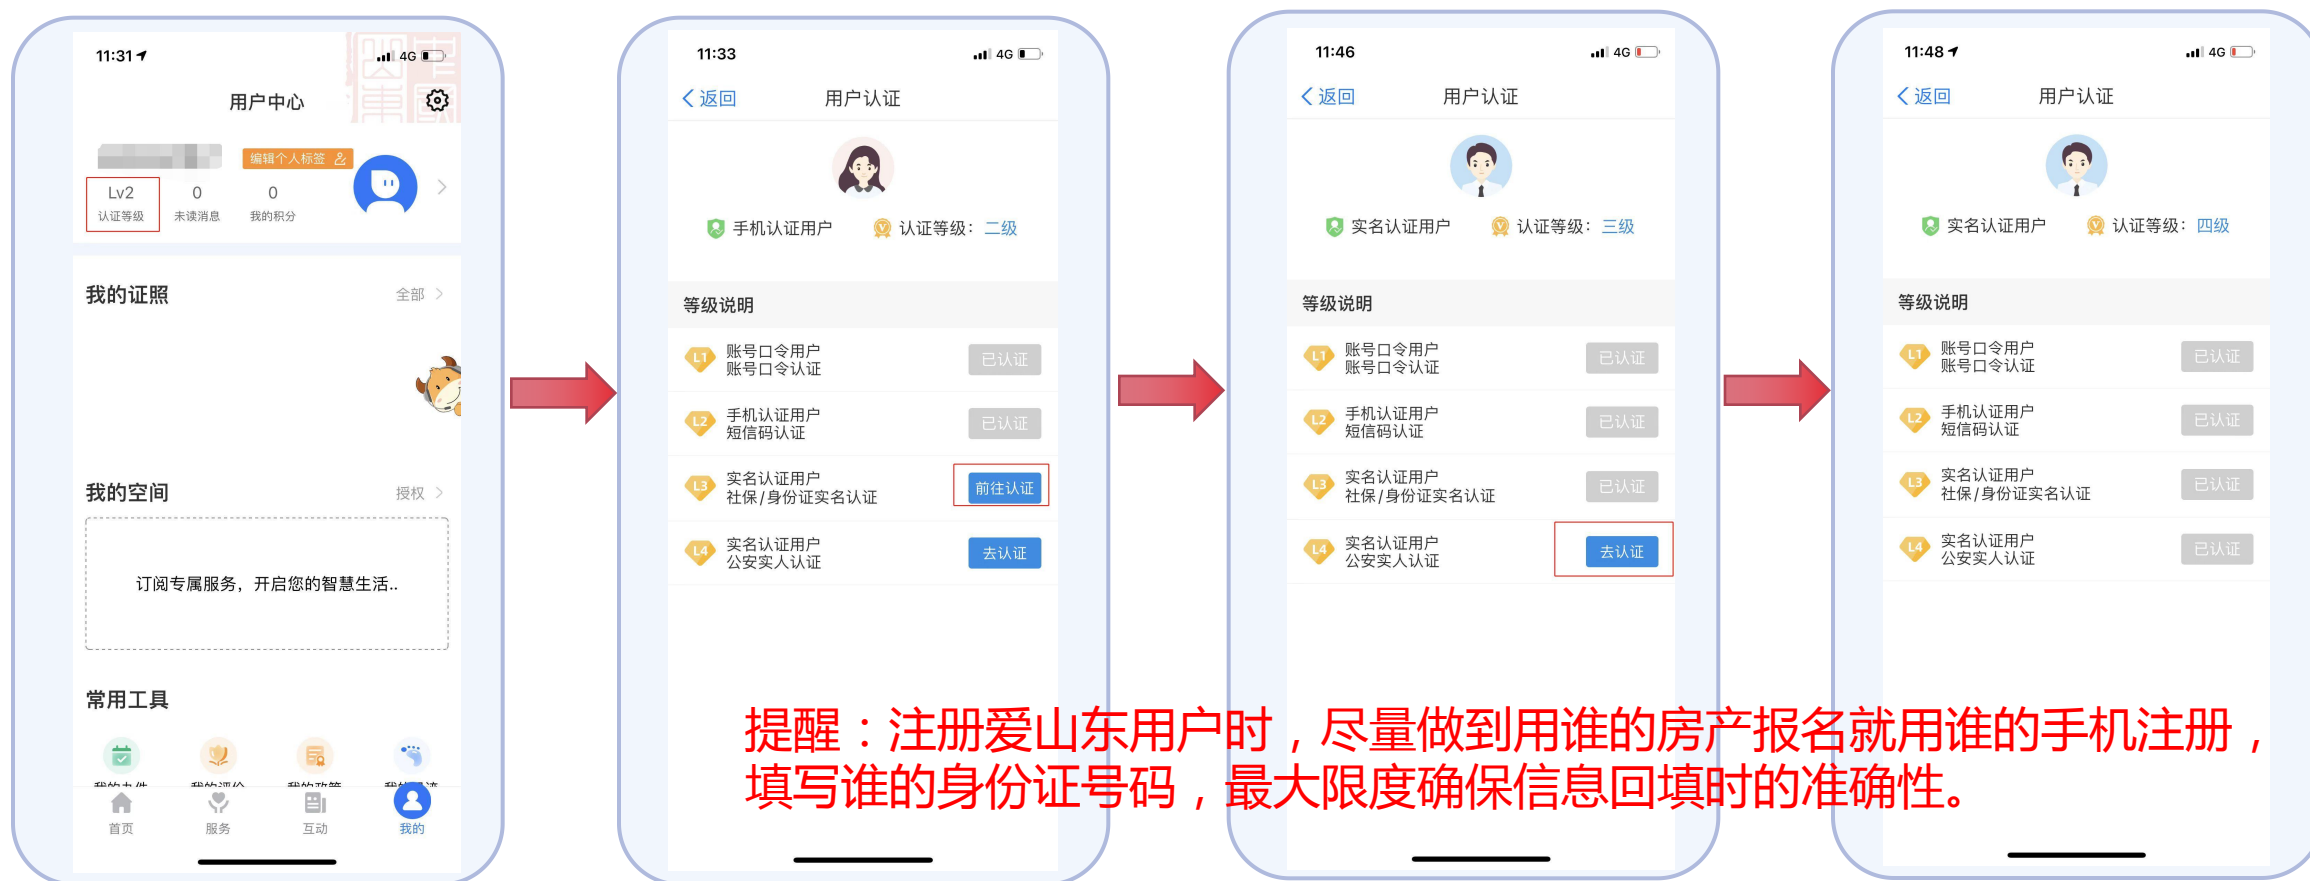 11:31
4G
用户中心
编辑个人标签
Lv2
0
0
认证等级
未读消息
我的积分
我的证照
全部 >
我的空间
授权 >
订阅专属服务，开启您的智慧生活..
常用工具
首页
服务
互动
我的
11:33
4G
返回
用户认证
手机认证用户
认证等级：二级
等级说明
L1
账号口令用户
账号口令认证
已认证
L2
手机认证用户
短信码认证
已认证
L3
实名认证用户
社保/身份证实名认证
前往认证
L4
实名认证用户
公安实人认证
去认证
11:46
4G
返回
用户认证
实名认证用户
认证等级：三级
等级说明
L1
账号口令用户
账号口令认证
已认证
L2
手机认证用户
短信码认证
已认证
L3
实名认证用户
社保/身份证实名认证
已认证
L4
实名认证用户
公安实人认证
去认证
11:48
4G
返回
用户认证
实名认证用户
认证等级：四级
等级说明
L1
账号口令用户
账号口令认证
已认证
L2
手机认证用户
短信码认证
已认证
L3
实名认证用户
社保/身份证实名认证
已认证
L4
实名认证用户
公安实人认证
已认证
提醒：注册爱山东用户时，尽量做到用谁的房产报名就用谁的手机注册，
填写谁的身份证号码，最大限度确保信息回填时的准确性。